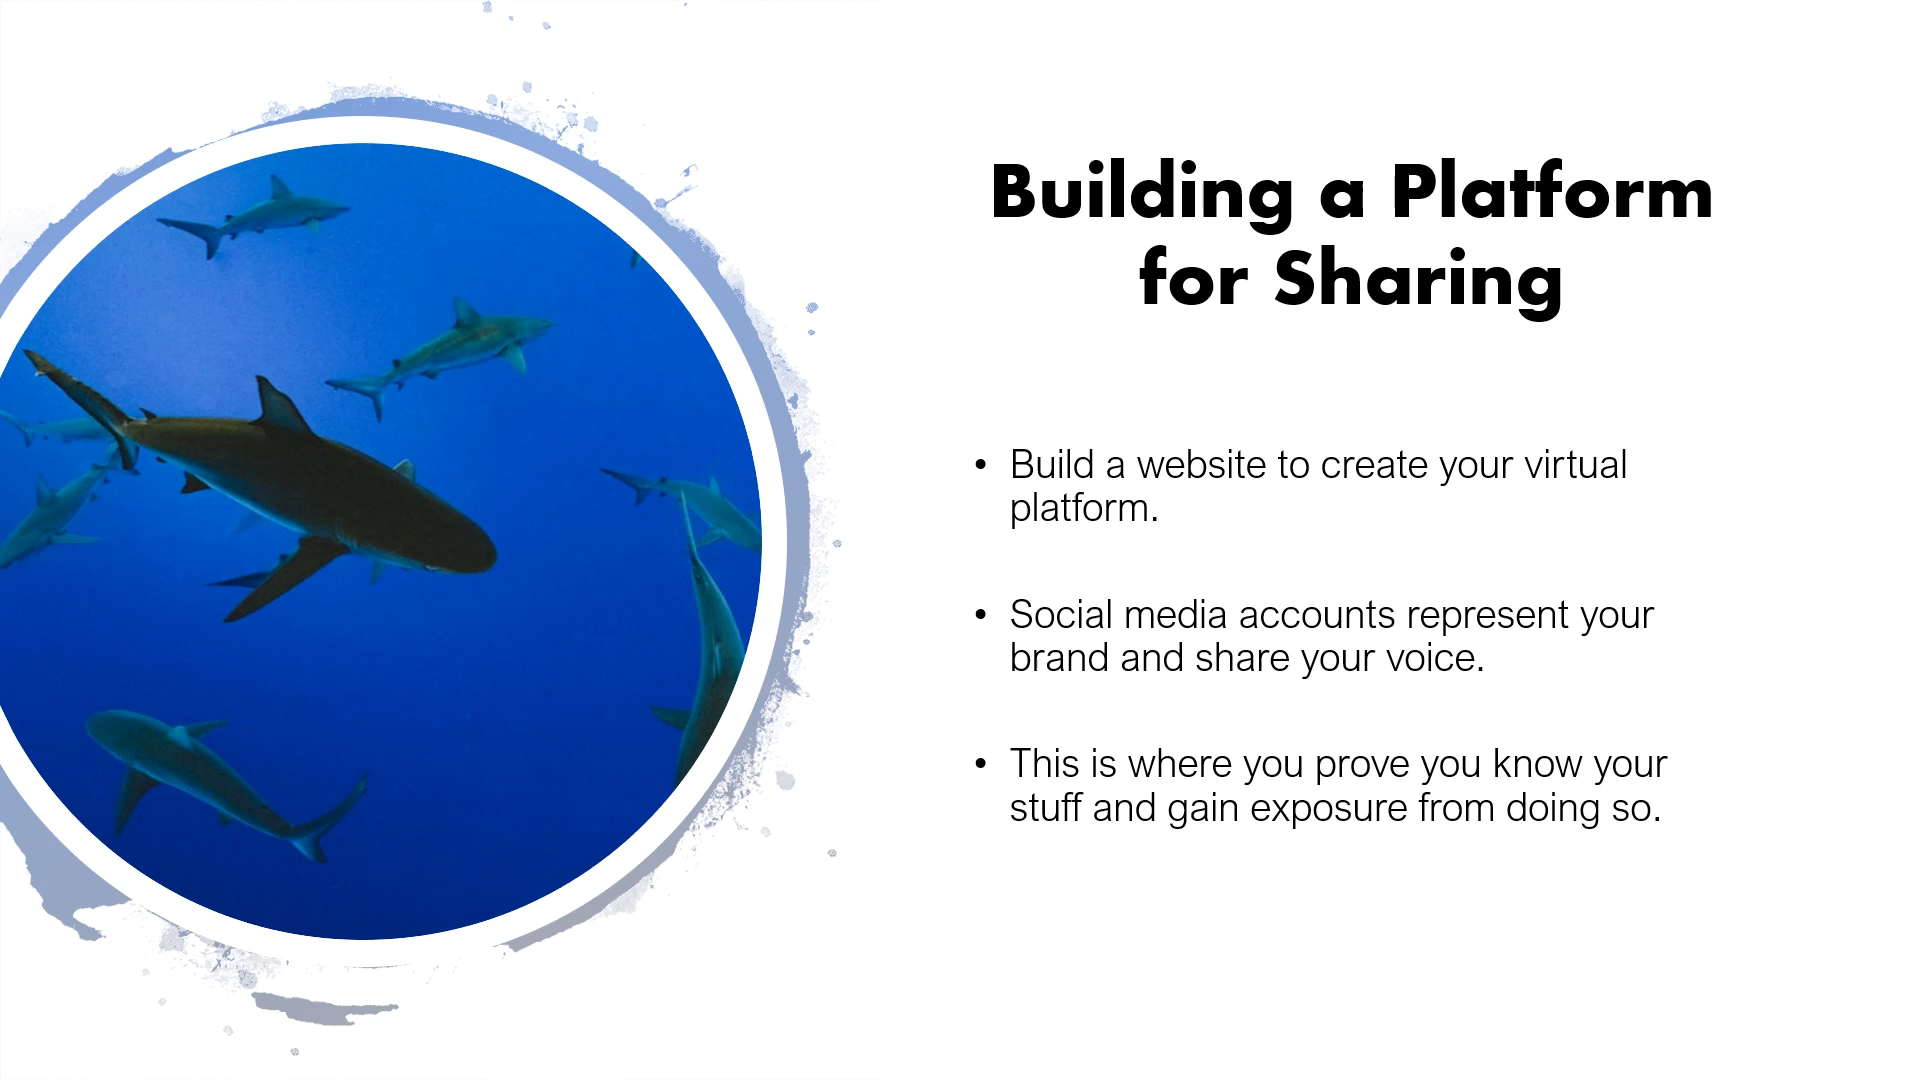 Building a Platform
for Sharing
• Build a website to create your virtual
platform.
• Social media accounts represent your
brand and share your voice.
• This is where you prove you know your
stuff and gain exposure from doing so.